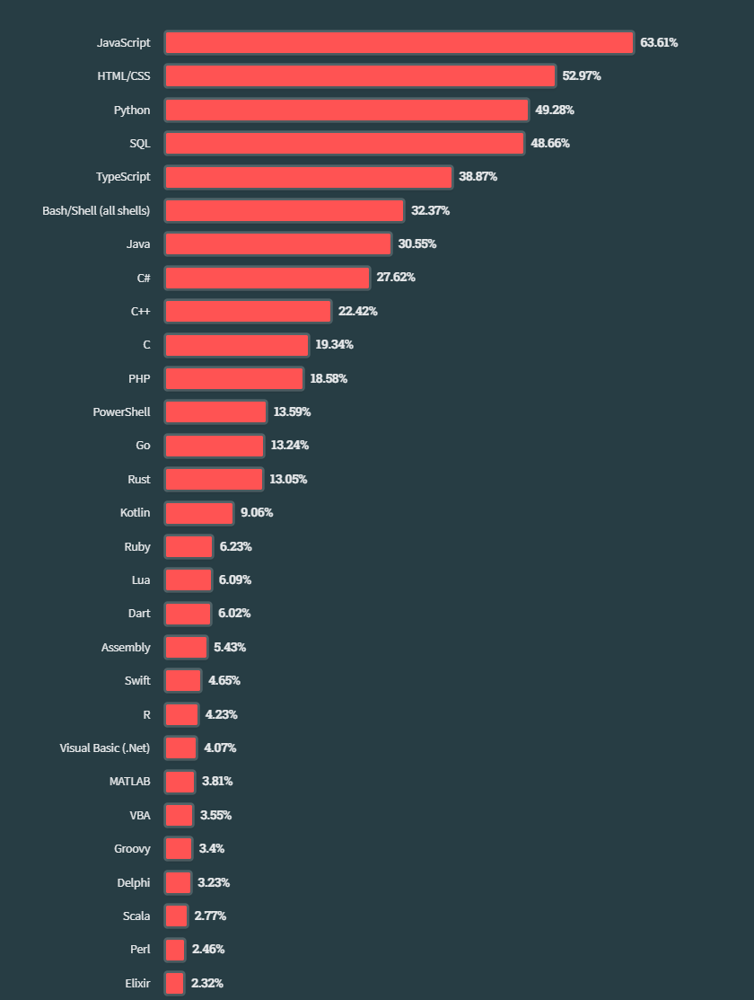 JavaScript 63.61%
HTML/CSS 52.97%
Python 49.28%
SQL 48.66%
TypeScript 38.87%
Bash/Shell (all shells) 32.37%
Java 30.55%
C# 27.62%
C++ 22.42%
C 19.34%
PHP 18.58%
PowerShell 13.59%
Go 13.24%
Rust 13.05%
Kotlin 9.06%
Ruby 6.23%
Lua 6.09%
Dart 6.02%
Assembly 5.43%
Swift 4.65%
R 4.23%
Visual Basic (.Net) 4.07%
MATLAB 3.81%
VBA 3.55%
Groovy 3.4%
Delphi 3.23%
Scala 2.77%
Perl 2.46%
Elixir 2.32%